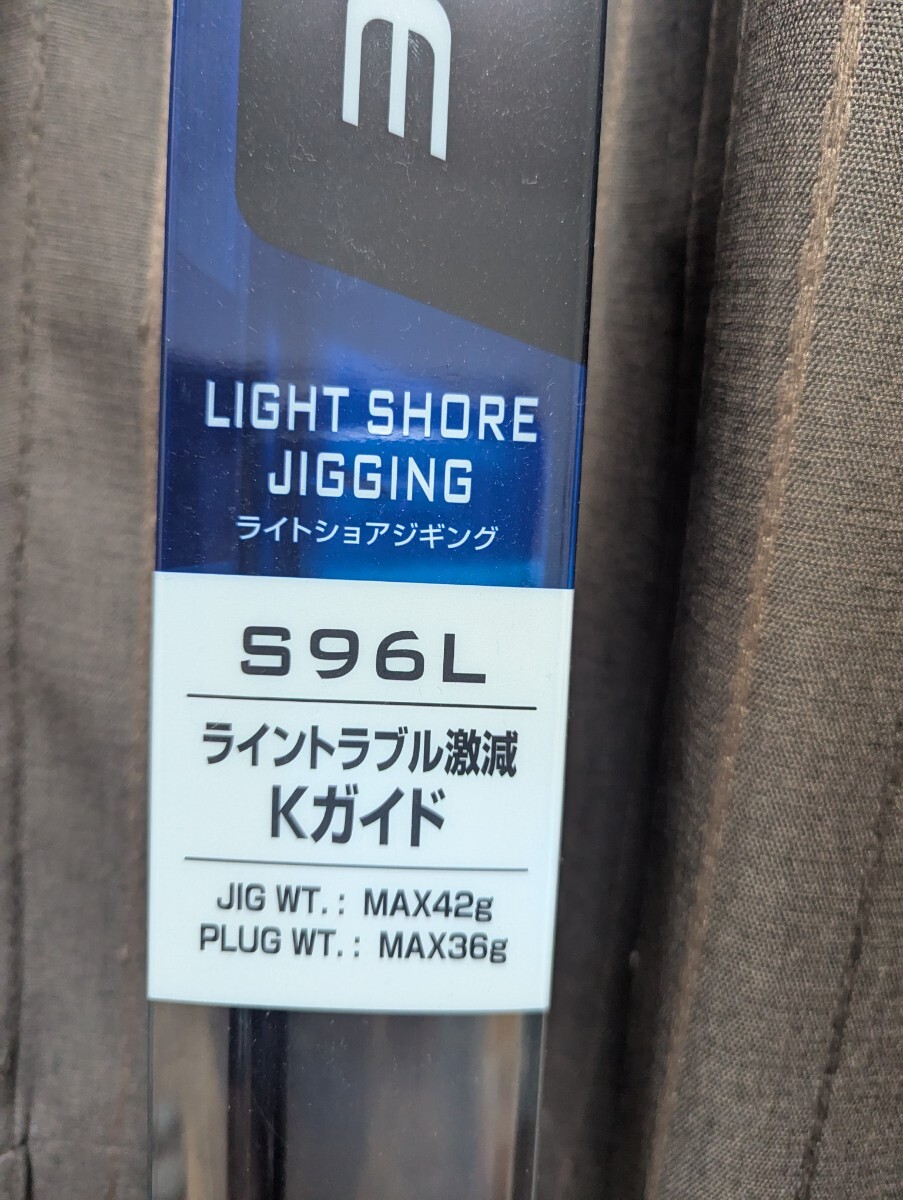 LIGHT SHORE
JIGGING
ライトショアジギング
S96L
ライントラブル激減
Kガイド
JIG WT.: MAX42g
PLUG WT.: MAX36g